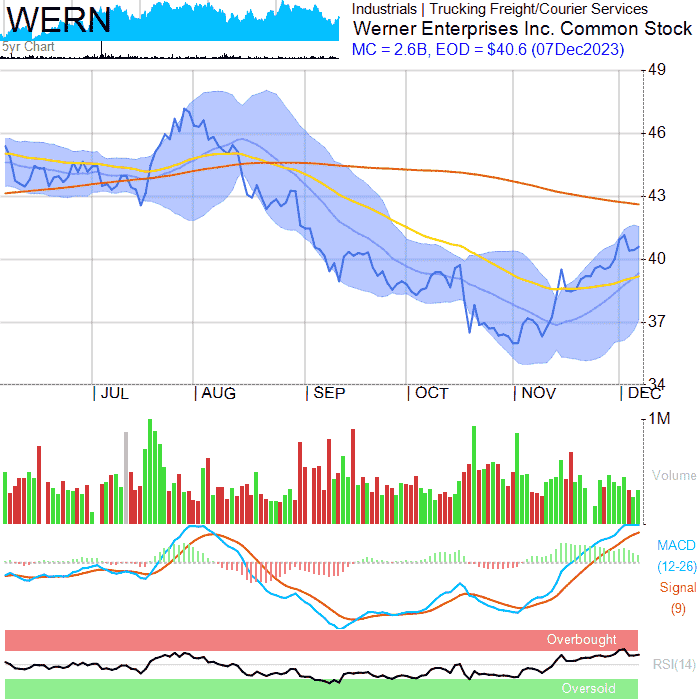 WERN
5yr Chart
Industrials | Trucking Freight/Courier Services
Werner Enterprises Inc. Common Stock
MC = 2.6B, EOD = $40.6 (07Dec2023)
49
46
43
40
37
34
| JUL | AUG | SEP | OCT | NOV | DEC
1M
Volume
MACD
(12-26)
Signal
(9)
Overbought
RSI(14)
Oversold